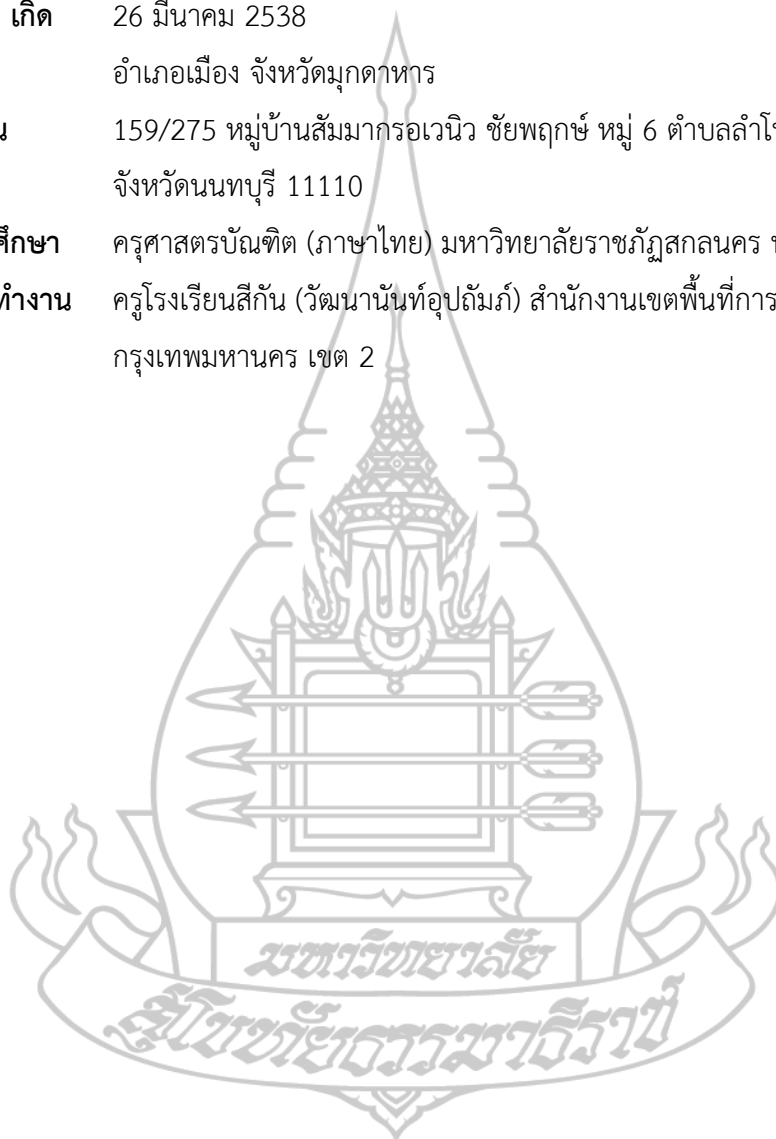 เกิด 26 มีนาคม 2538
อำเภอเมือง จังหวัดมุกดาหาร
159/275 หมู่บ้านสัมมากรอเวนิว ชัยพฤกษ์ หมู่ 6 ตำบล
จังหวัดนนทบุรี 11110
ศึกษา ครุศาสตรบัณฑิต (ภาษาไทย) มหาวิทยาลัยราชภัฏสกลนคร
ทำงาน ครูโรงเรียนสีกัน (วัฒนานันท์อุปถัมภ์) สำนักงานเขตพื้นที่การ
กรุงเทพมหานคร เขต 2
มหาวิทยาลัย
สุโขทัยธรรมาธิราช